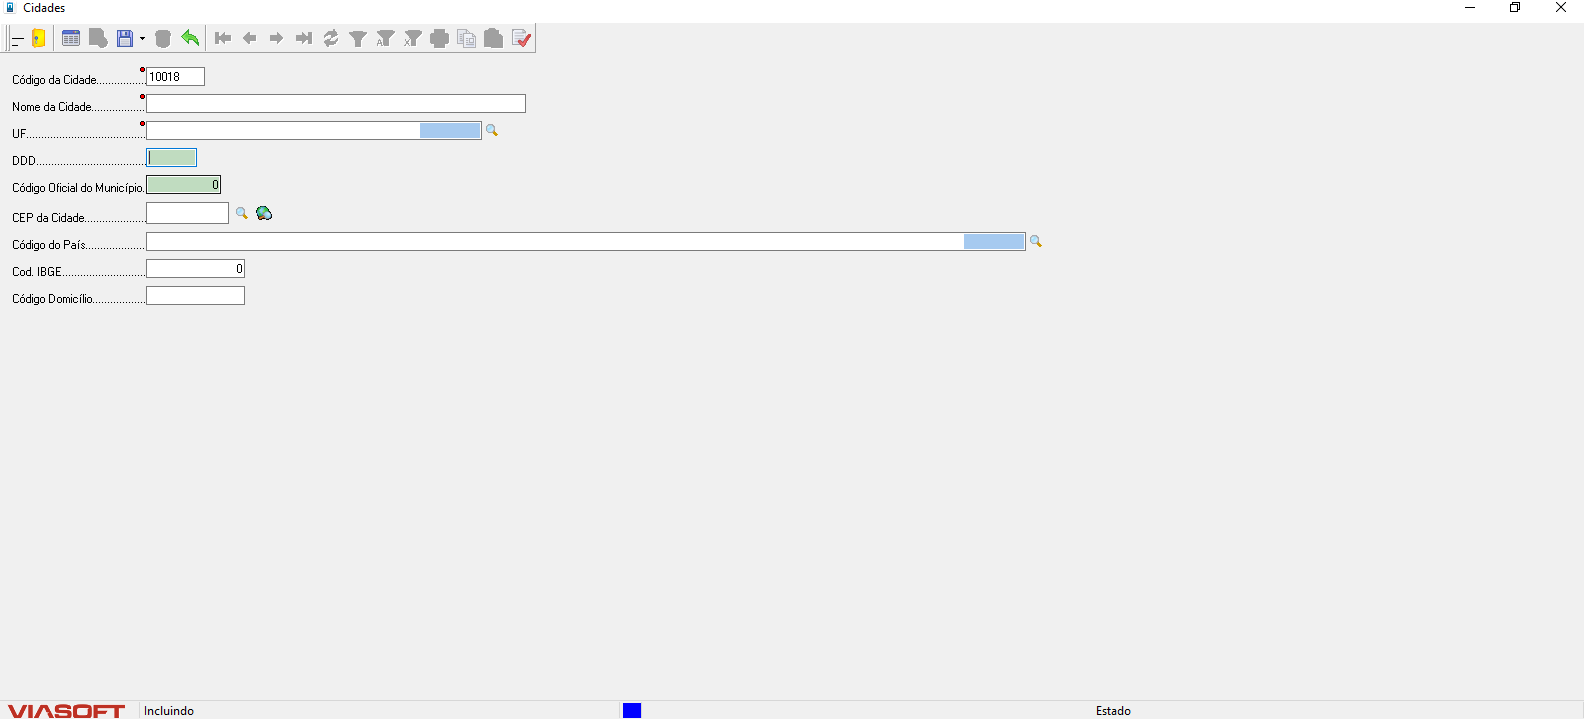 Cidades
Código da Cidade................. 10018
Nome da Cidade..................
UF........................................
DDD.....................................
Código Oficial do Município. 0
CEP da Cidade.....................
Código do País....................
Cod. IBGE............................ 0
Código Domicílio..................
VIASOFT Incluindo Estado